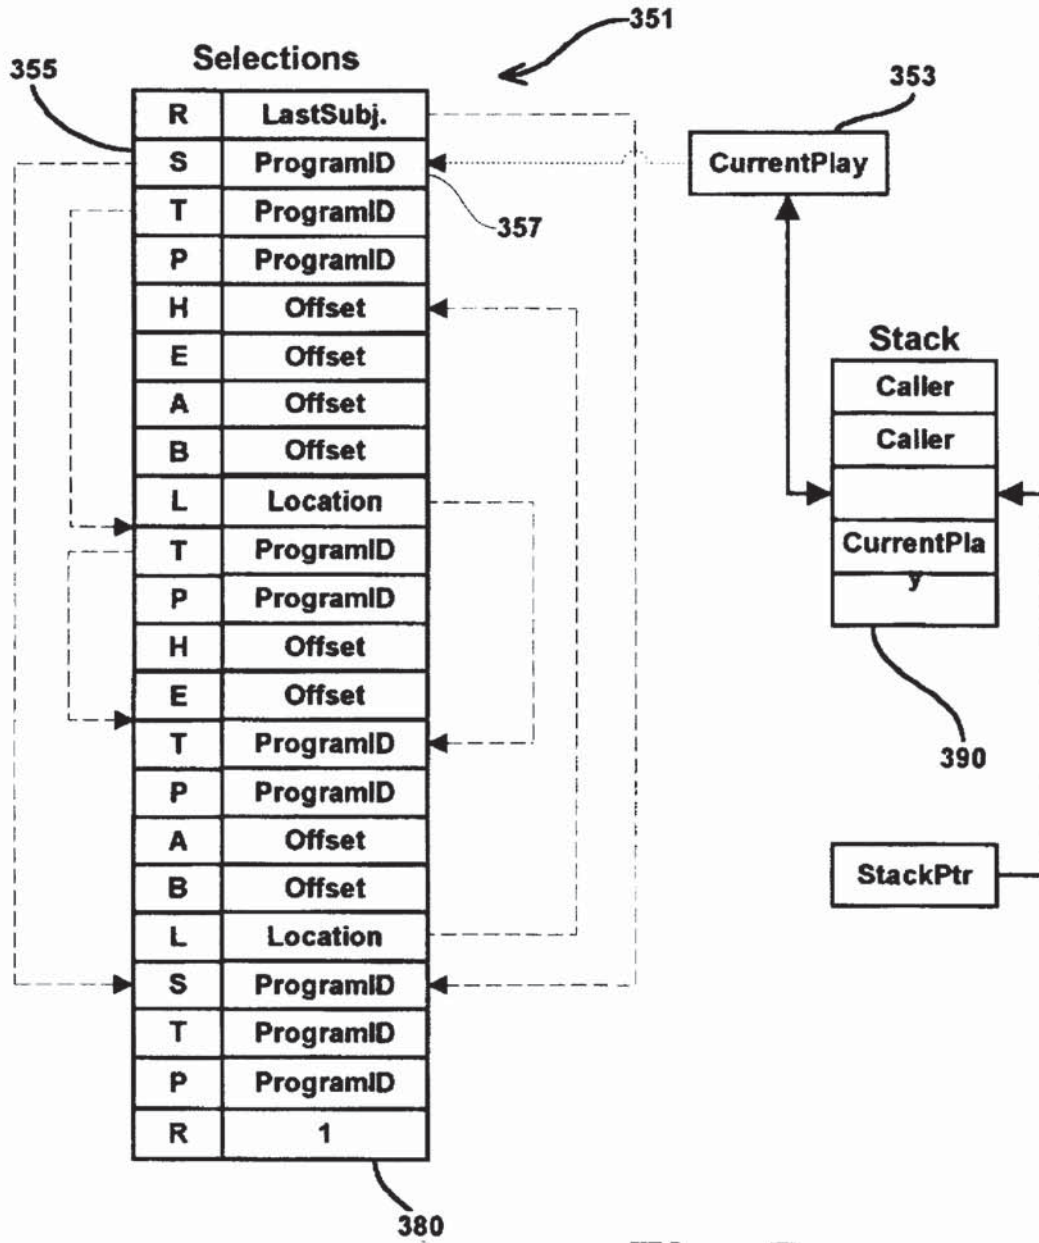 351
355
Selections
353
R LastSubj.
S ProgramID
CurrentPlay
T ProgramID
357
P ProgramID
H Offset
E Offset
Stack
A Offset
Caller
B Offset
Caller
L Location
T ProgramID
CurrentPla
y
P ProgramID
H Offset
E Offset
T ProgramID
390
P ProgramID
A Offset
B Offset
StackPtr
L Location
S ProgramID
T ProgramID
P ProgramID
R 1
380